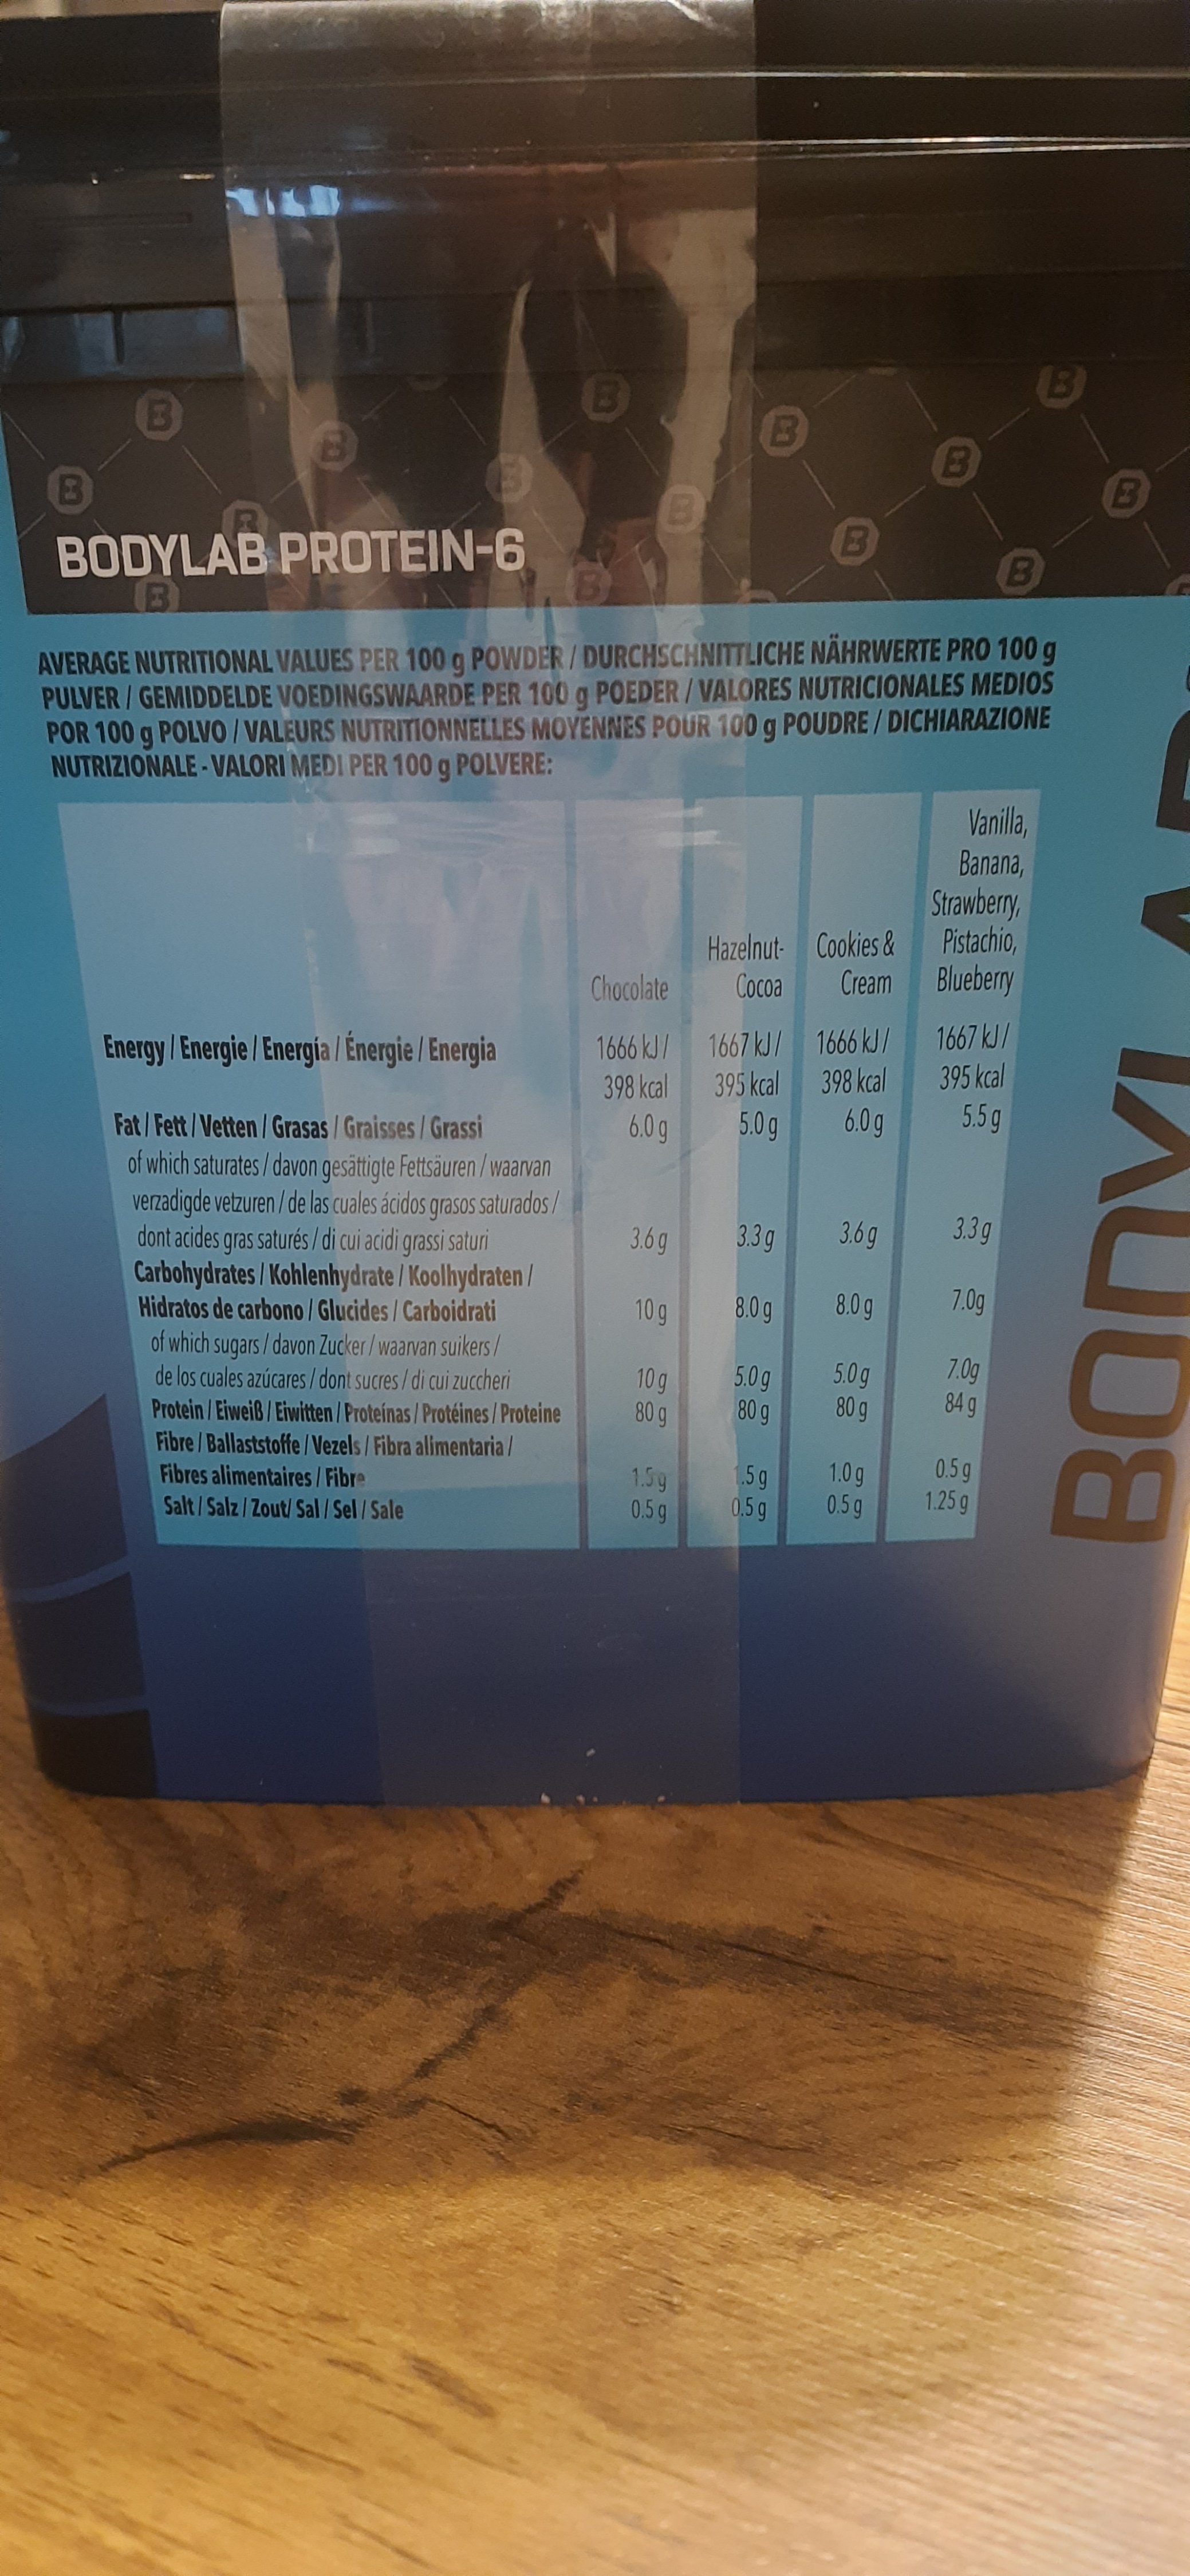 BODYLAB PROTEIN-6
AVERAGE NUTRITIONAL VALUES PER 100 g POWDER / DURCHSCHNITTLICHE NÄHRWERTE PRO 100 g
PULVER / GEMIDDELDE VOEDINGSWAARDE PER 100 g POEDER / VALORES NUTRICIONALES MEDIOS
POR 100 g POLVO / VALEURS NUTRITIONNELLES MOYENNES POUR 100 g POUDRE / DICHIARAZIONE
NUTRIZIONALE - VALORI MEDI PER 100 g POLVERE:
Vanilla,
Banana,
Strawberry,
Hazelnut- Cookies & Pistachio,
Chocolate Cocoa Cream Blueberry
Energy / Energie / Energía / Énergie / Energia 1666 kJ / 1667 kJ / 1666 kJ / 1667 kJ /
398 kcal 395 kcal 398 kcal 395 kcal
Fat / Fett / Vetten / Grasas / Graisses / Grassi 6.0 g 5.0 g 6.0 g 5.5 g
of which saturates / davon gesättigte Fettsäuren / waarvan
verzadigde vetzuren / de las cuales ácidos grasos saturados /
dont acides gras saturés / di cui acidi grassi saturi 3.6 g 3.3 g 3.6 g 3.3 g
Carbohydrates / Kohlenhydrate / Koolhydraten /
Hidratos de carbono / Glucides / Carboidrati 10 g 8.0 g 8.0 g 7.0g
of which sugars / davon Zucker / waarvan suikers /
de los cuales azúcares / dont sucres / di cui zuccheri 10 g 5.0 g 5.0 g 7.0g
Protein / Eiweiß / Eiwitten / Proteínas / Protéines / Proteine 80 g 80 g 80 g 84 g
Fibre / Ballaststoffe / Vezels / Fibra alimentaria /
Fibres alimentaires / Fibre 1.5 g 1.5 g 1.0 g 0.5 g
Salt / Salz / Zout/ Sal / Sel / Sale 0.5 g 0.5 g 0.5 g 1.25 g
BODYLAB